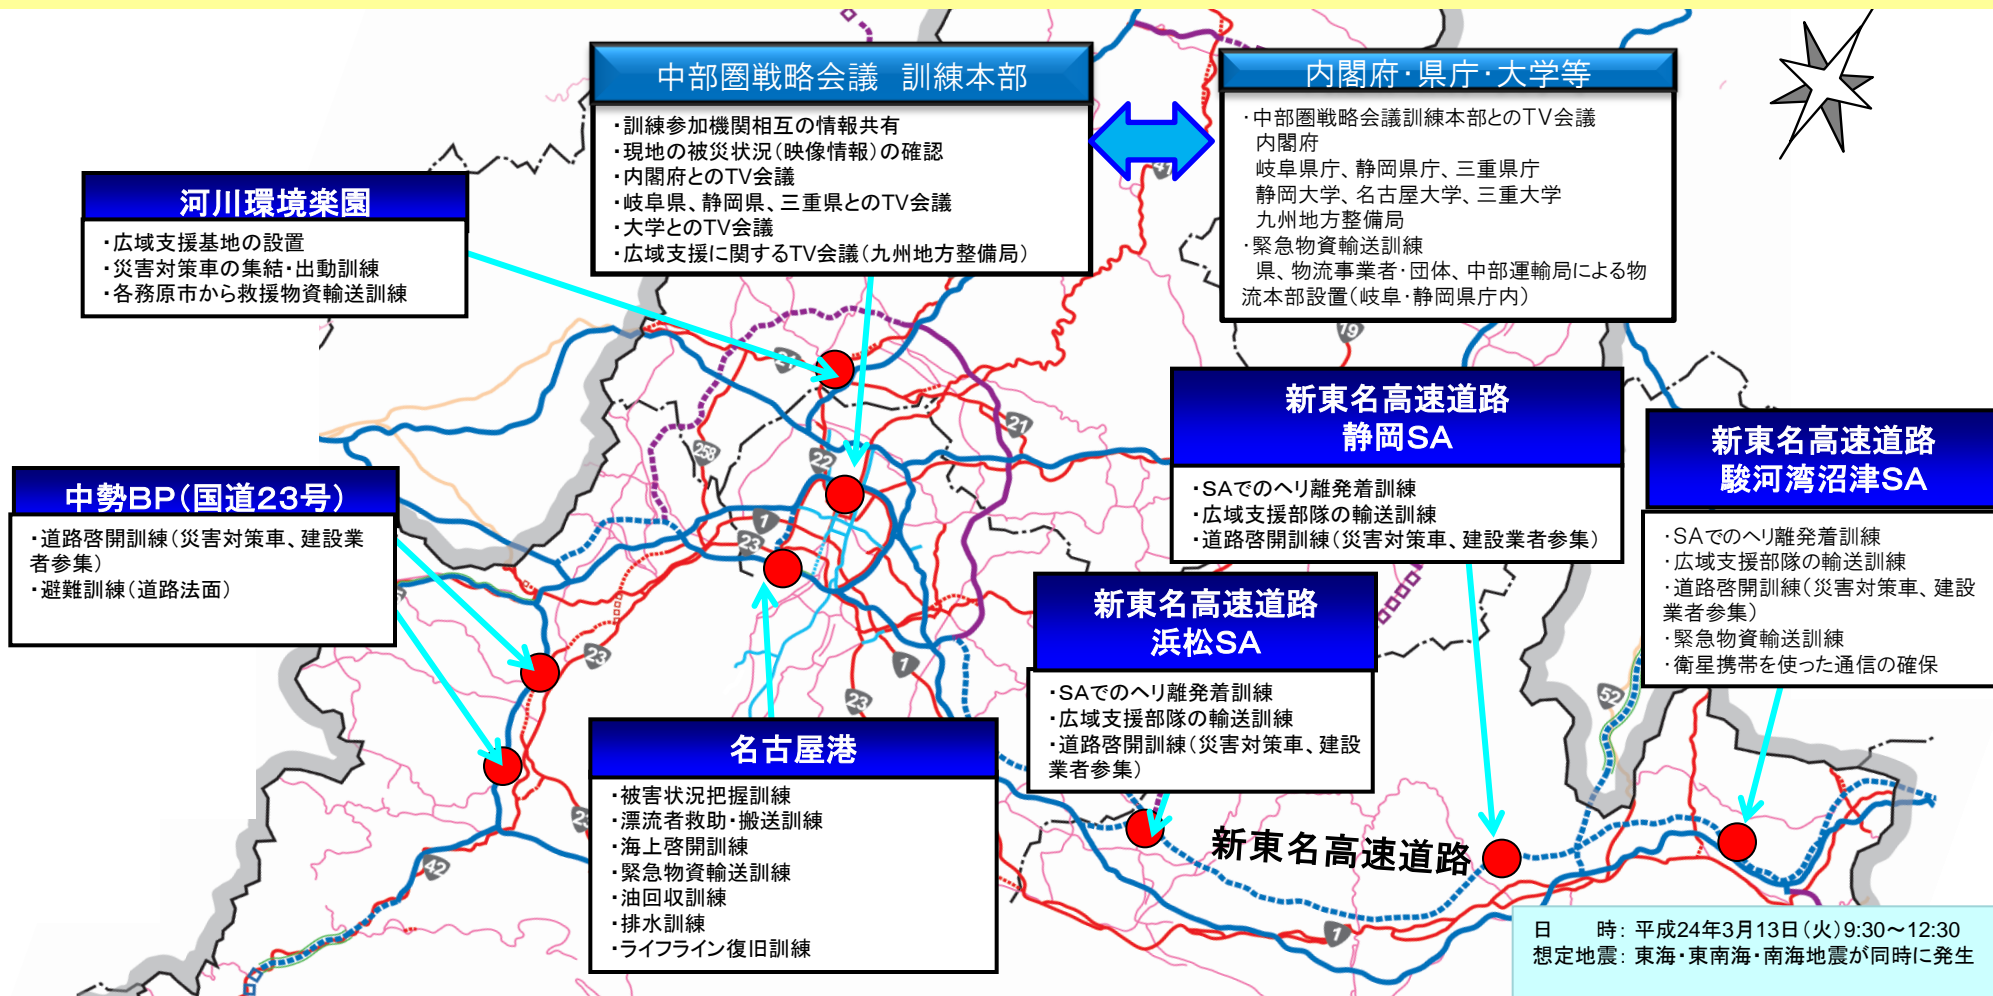 中部圏戦略会議　訓練本部
・訓練参加機関相互の情報共有
・現地の被災状況（映像情報）の確認
・内閣府とのTV会議
・岐阜県、静岡県、三重県とのTV会議
・大学とのTV会議
・広域支援に関するTV会議（九州地方整備局）
内閣府・県庁・大学等
・中部圏戦略会議訓練本部とのTV会議
内閣府
岐阜県庁、静岡県庁、三重県庁
静岡大学、名古屋大学、三重大学
九州地方整備局
・緊急物資輸送訓練
県、物流事業者・団体、中部運輸局による物
流本部設置（岐阜・静岡県庁内）
河川環境楽園
・広域支援基地の設置
・災害対策車の集結・出動訓練
・各務原市から救援物資輸送訓練
新東名高速道路
静岡SA
・SAでのヘリ離発着訓練
・広域支援部隊の輸送訓練
・道路啓開訓練（災害対策車、建設業者参集）
新東名高速道路
駿河湾沼津SA
・SAでのヘリ離発着訓練
・広域支援部隊の輸送訓練
・道路啓開訓練（災害対策車、建設
業者参集）
・緊急物資輸送訓練
・衛星携帯を使った通信の確保
中勢BP（国道23号）
・道路啓開訓練（災害対策車、建設業
者参集）
・避難訓練（道路法面）
新東名高速道路
浜松SA
・SAでのヘリ離発着訓練
・広域支援部隊の輸送訓練
・道路啓開訓練（災害対策車、建設
業者参集）
名古屋港
・被害状況把握訓練
・漂流者救助・搬送訓練
・海上啓開訓練
・緊急物資輸送訓練
・油回収訓練
・排水訓練
・ライフライン復旧訓練
新東名高速道路
日　　時： 平成24年3月13日（火）9:30～12:30
想定地震： 東海・東南海・南海地震が同時に発生
41
19
21
21
258
22
1
23
23
1
23
52
42
1